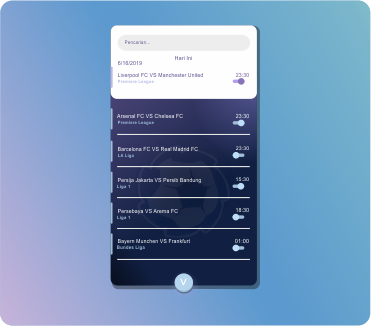 Pencarian...
Hari Ini
6/16/2019
Liverpool FC VS Manchester United 23:30
Premiere League
Arsenal FC VS Chelsea FC 23:30
Premiere League
Barcelona FC VS Real Madrid FC 23:30
LA Liga
Persija Jakarta VS Persib Bandung 15:30
Liga 1
Persebaya VS Arema FC 18:30
Liga 1
Bayern Munchen VS Frankfurt 01:00
Bundes Liga
V